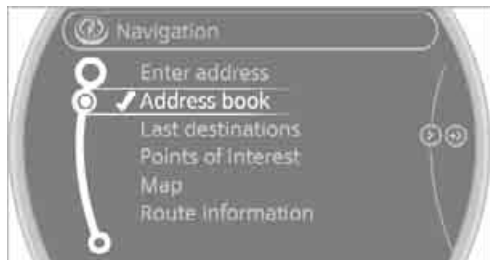 Navigation
Enter address
Address book
Last destinations
Points of Interest
Map
Route information